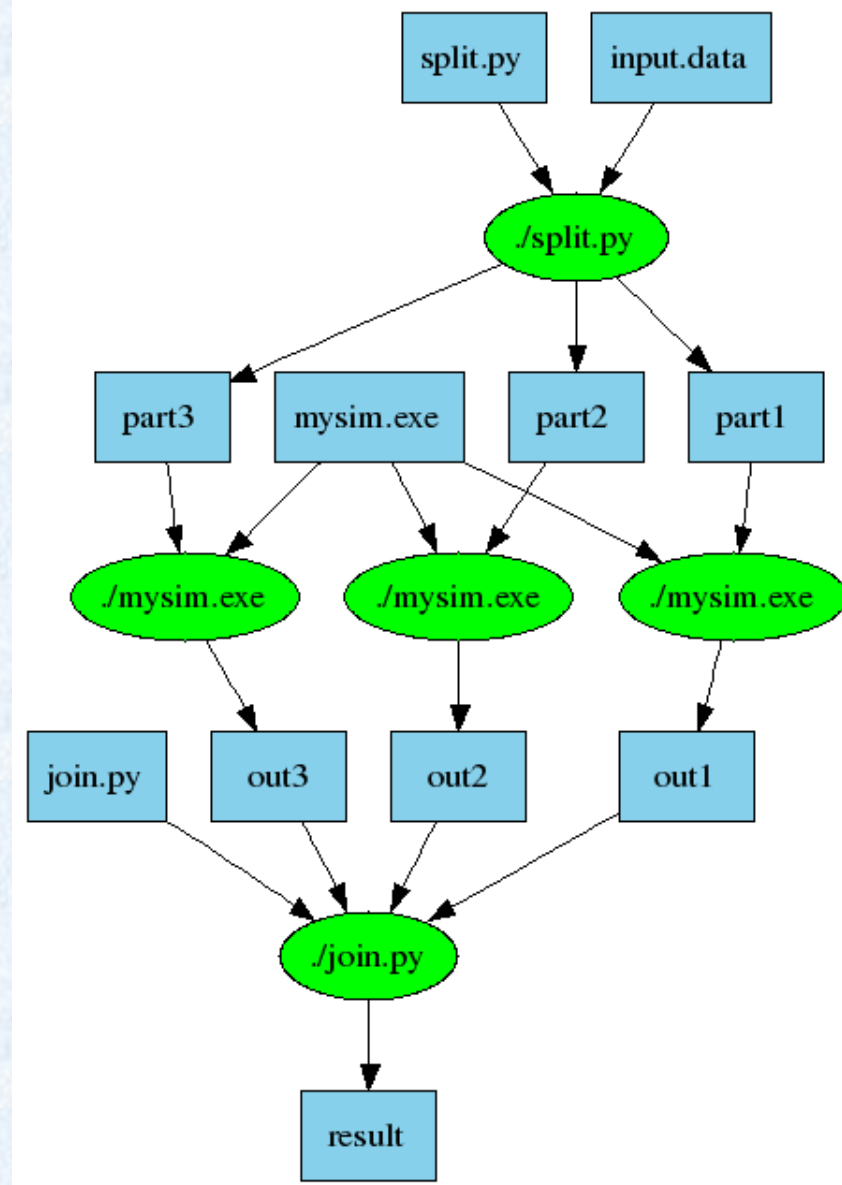 split.py
input.data
./split.py
part3
mysim.exe
part2
part1
./mysim.exe
./mysim.exe
./mysim.exe
join.py
out3
out2
out1
./join.py
result